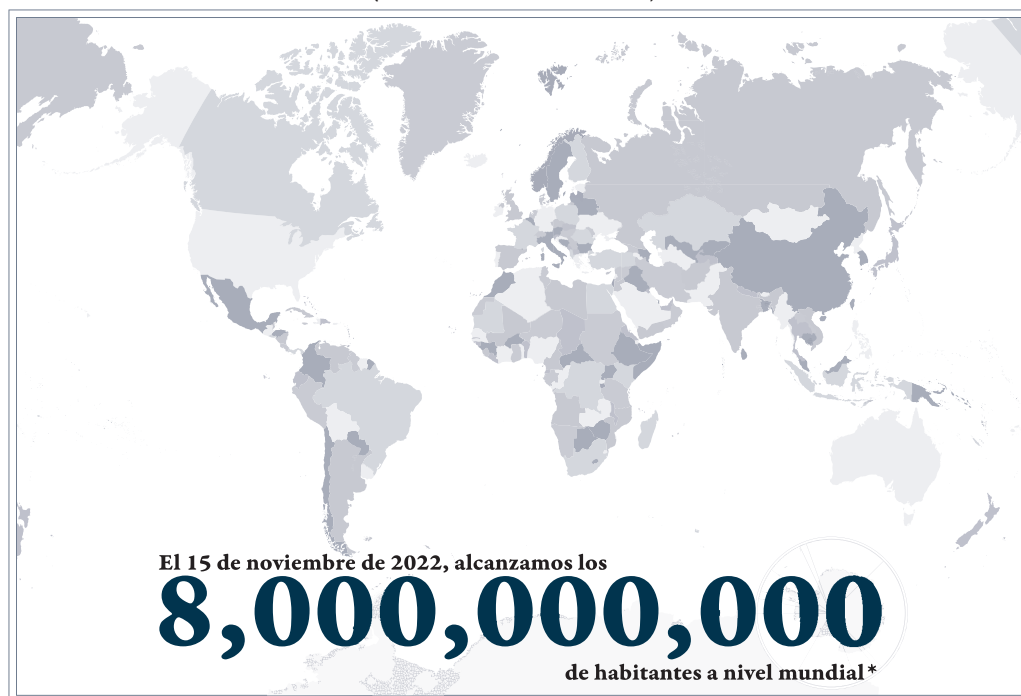 El 15 de noviembre de 2022, alcanzamos los
8,000,000,000
de habitantes a nivel mundial*